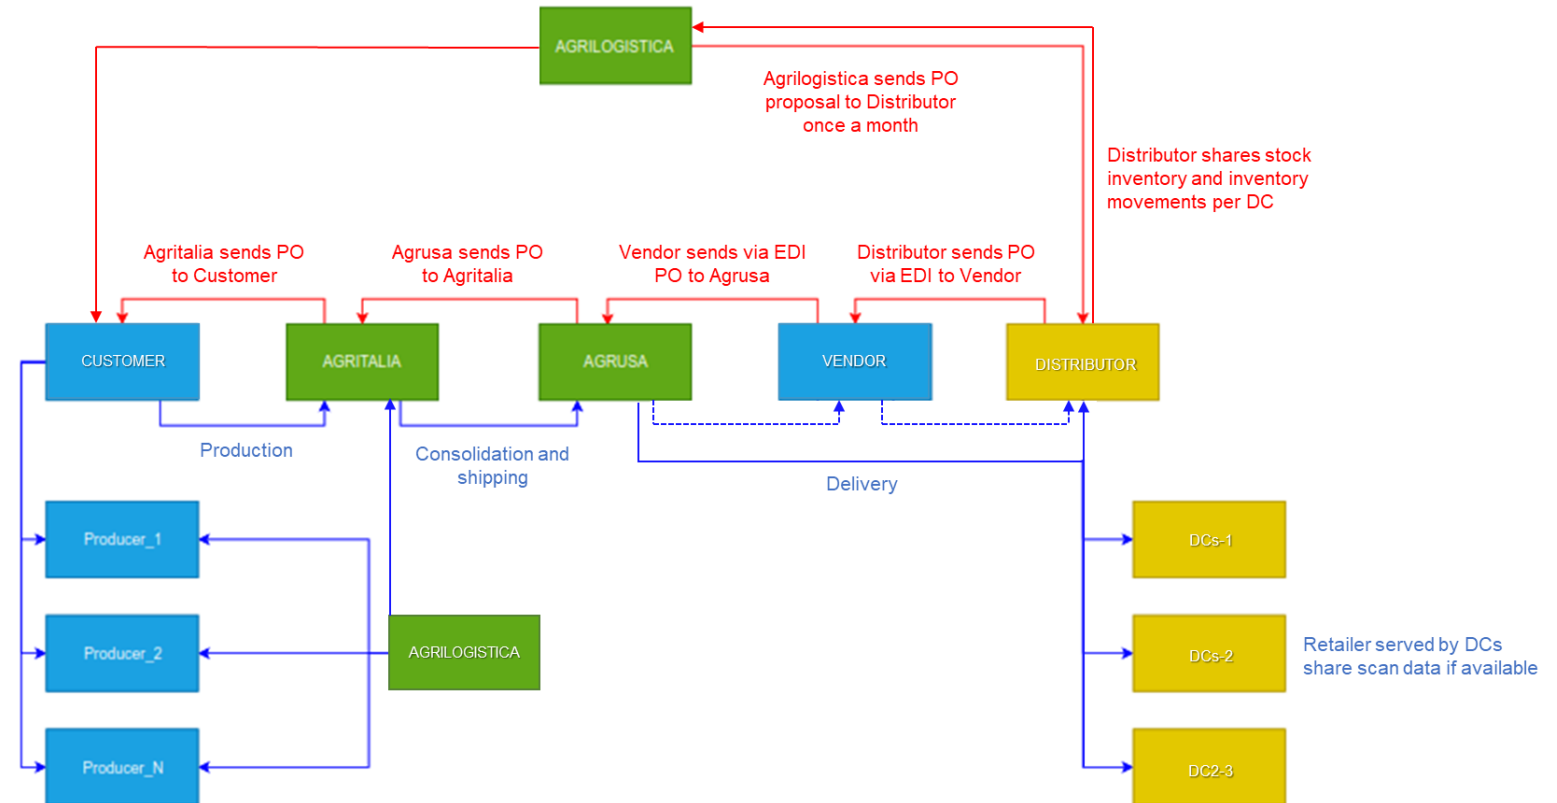 AGRILOGISTICA
Agrilogistica sends PO
proposal to Distributor
once a month
Distributor shares stock
inventory and inventory
movements per DC
Agritalia sends PO
to Customer
Agrusa sends PO
to Agritalia
Vendor sends via EDI
PO to Agrusa
Distributor sends PO
via EDI to Vendor
CUSTOMER
AGRITALIA
AGRUSA
VENDOR
DISTRIBUTOR
Production
Consolidation and
shipping
Delivery
Producer_1
DCs-1
Producer_2
AGRILOGISTICA
DCs-2
Retailer served by DCs
share scan data if available
Producer_N
DC2-3